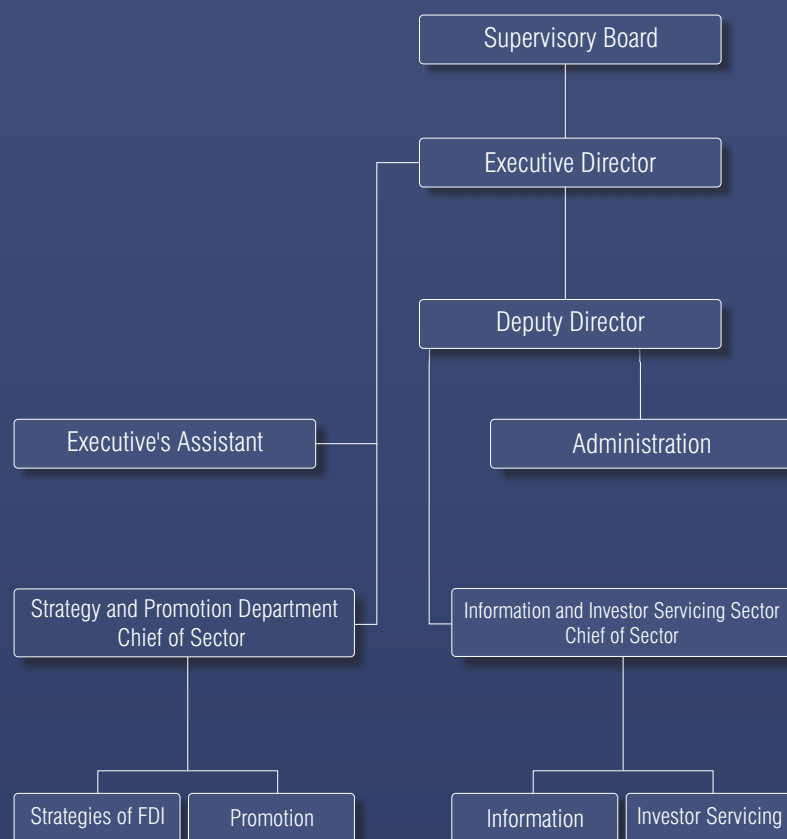 Supervisory Board
Executive Director
Deputy Director
Executive's Assistant
Administration
Strategy and Promotion Department
Chief of Sector
Information and Investor Servicing Sector
Chief of Sector
Strategies of FDI
Promotion
Information
Investor Servicing